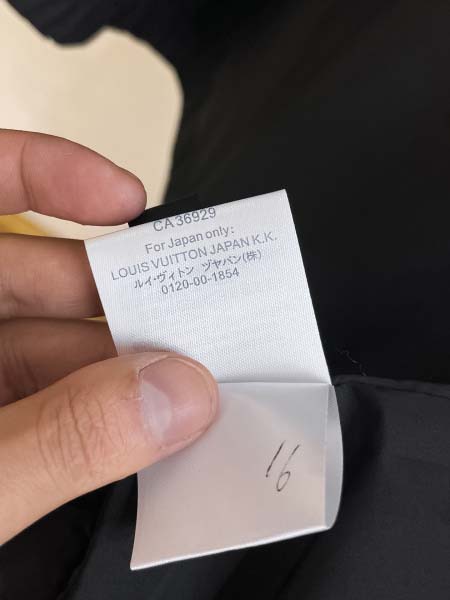 CA 36929
For Japan only:
LOUIS VUITTON JAPAN K.K.
ルイ・ヴィトン ヅャパン(株)
0120-00-1854
16